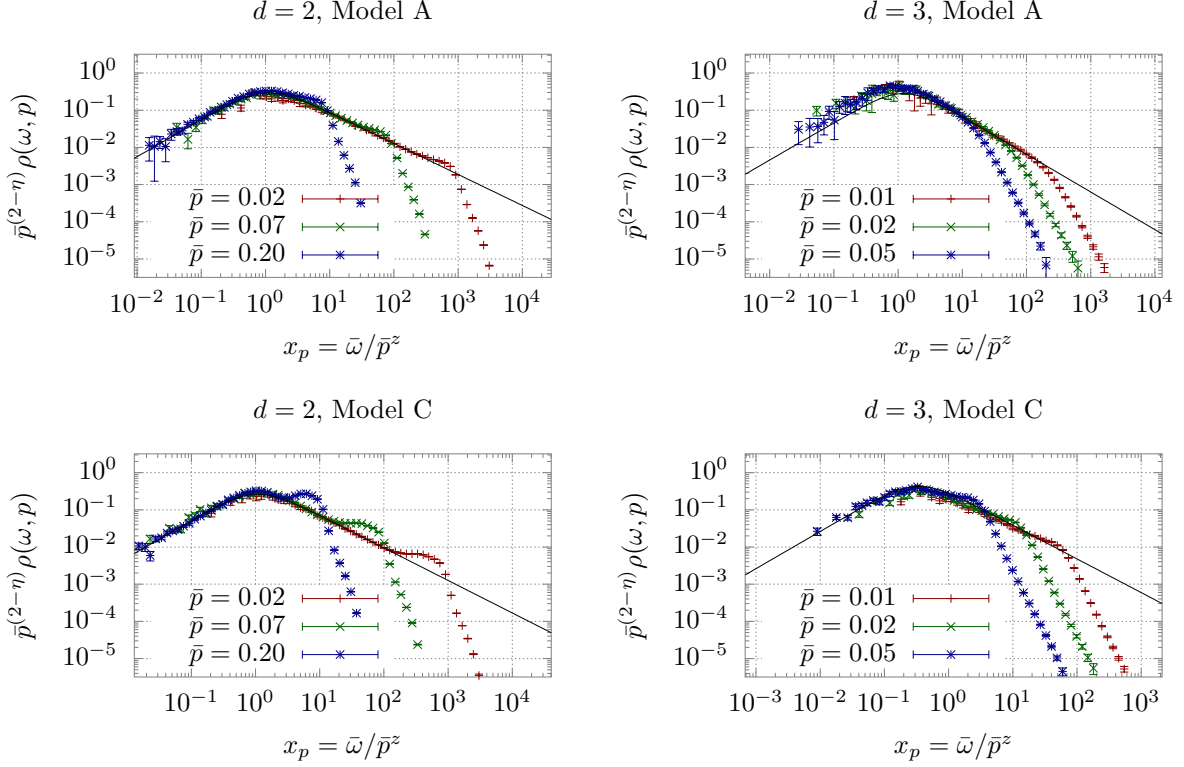 d = 2, Model A
10^0
10^{-1}
10^{-2}
10^{-3}
10^{-4}
10^{-5}
p̄^{(2−η)} ρ(ω, p)
p̄ = 0.02
p̄ = 0.07
p̄ = 0.20
10^{-2} 10^{-1} 10^0 10^1 10^2 10^3 10^4
x_p = ω̄/p̄^z
d = 3, Model A
10^0
10^{-1}
10^{-2}
10^{-3}
10^{-4}
10^{-5}
p̄^{(2−η)} ρ(ω, p)
p̄ = 0.01
p̄ = 0.02
p̄ = 0.05
10^{-2} 10^{-1} 10^0 10^1 10^2 10^3 10^4
x_p = ω̄/p̄^z
d = 2, Model C
10^0
10^{-1}
10^{-2}
10^{-3}
10^{-4}
10^{-5}
p̄^{(2−η)} ρ(ω, p)
p̄ = 0.02
p̄ = 0.07
p̄ = 0.20
10^{-1} 10^0 10^1 10^2 10^3 10^4
x_p = ω̄/p̄^z
d = 3, Model C
10^0
10^{-1}
10^{-2}
10^{-3}
10^{-4}
10^{-5}
p̄^{(2−η)} ρ(ω, p)
p̄ = 0.01
p̄ = 0.02
p̄ = 0.05
10^{-3} 10^{-2} 10^{-1} 10^0 10^1 10^2 10^3
x_p = ω̄/p̄^z